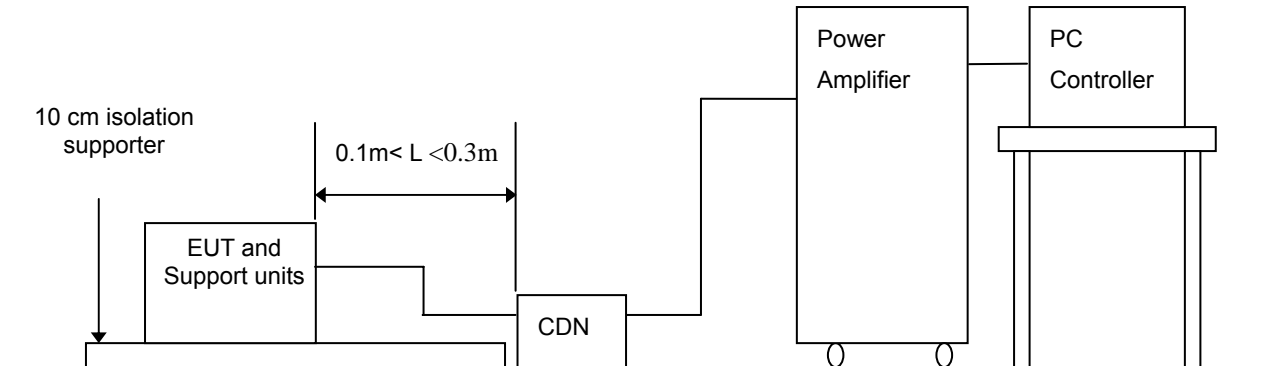 Power
Amplifier
PC
Controller
10 cm isolation
supporter
0.1m< L <0.3m
EUT and
Support units
CDN